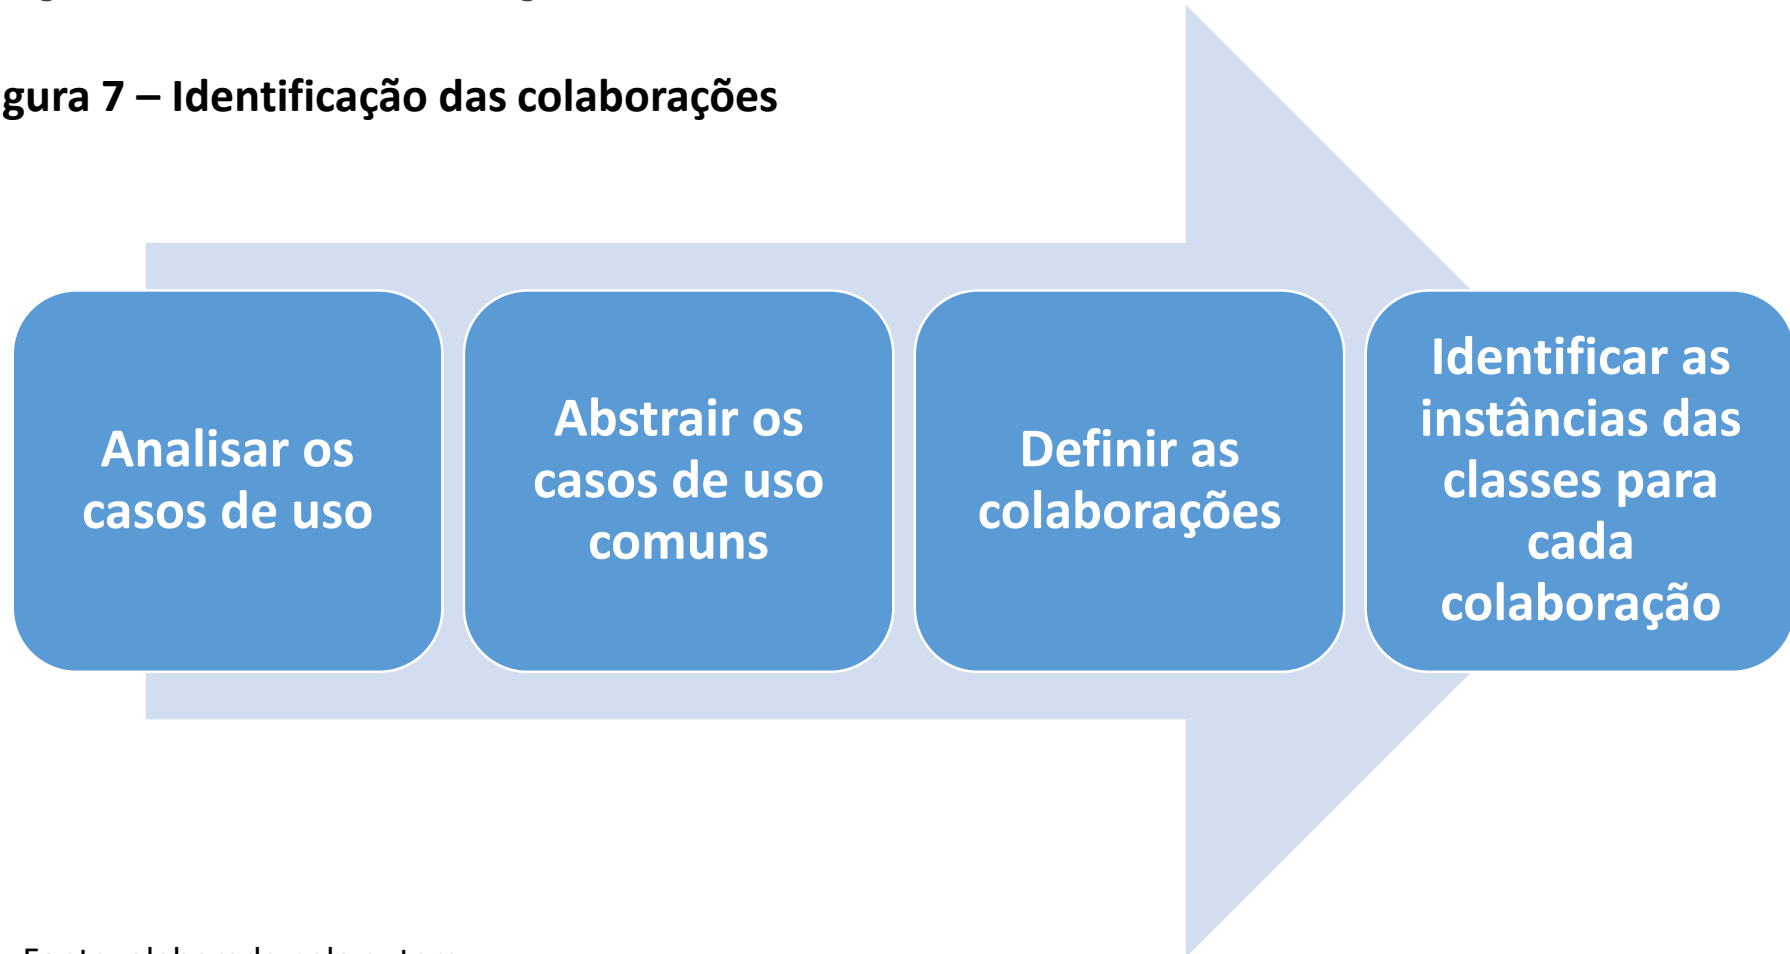 gura 7 – Identificação das colaborações
Analisar os
casos de uso
Abstrair os
casos de uso
comuns
Definir as
colaborações
Identificar as
instâncias das
classes para
cada
colaboração